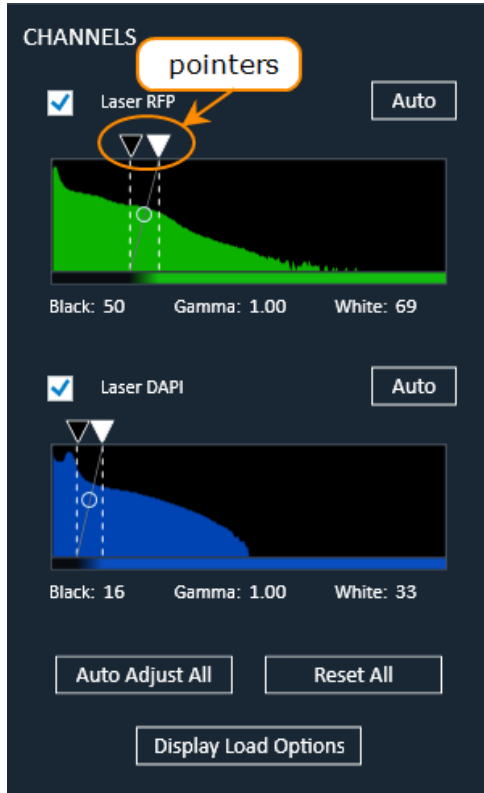 CHANNELS
pointers
Laser RFP
Auto
Black: 50 Gamma: 1.00 White: 69
Laser DAPI
Auto
Black: 16 Gamma: 1.00 White: 33
Auto Adjust All
Reset All
Display Load Options